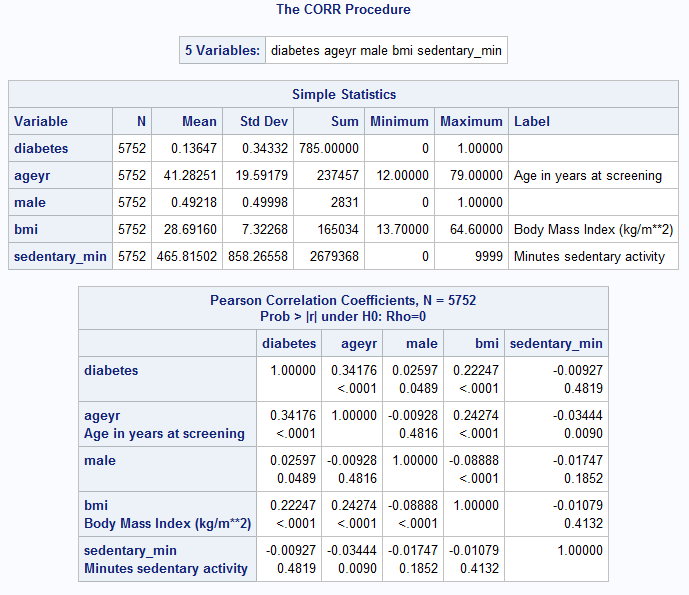 The CORR Procedure
5 Variables: diabetes ageyr male bmi sedentary_min
Simple Statistics
Variable N Mean Std Dev Sum Minimum Maximum Label
diabetes 5752 0.13647 0.34332 785.00000 0 1.00000
ageyr 5752 41.28251 19.59179 237457 12.00000 79.00000 Age in years at screening
male 5752 0.49218 0.49998 2831 0 1.00000
bmi 5752 28.69160 7.32268 165034 13.70000 64.60000 Body Mass Index (kg/m**2)
sedentary_min 5752 465.81502 858.26558 2679368 0 9999 Minutes sedentary activity
Pearson Correlation Coefficients, N = 5752
Prob > |r| under H0: Rho=0
diabetes ageyr male bmi sedentary_min
diabetes 1.00000 0.34176 0.02597 0.22247 -0.00927
<.0001 0.0489 <.0001 0.4819
ageyr 0.34176 1.00000 -0.00928 0.24274 -0.03444
Age in years at screening <.0001 0.4816 <.0001 0.0090
male 0.02597 -0.00928 1.00000 -0.08888 -0.01747
0.0489 0.4816 <.0001 0.1852
bmi 0.22247 0.24274 -0.08888 1.00000 -0.01079
Body Mass Index (kg/m**2) <.0001 <.0001 <.0001 0.4132
sedentary_min -0.00927 -0.03444 -0.01747 -0.01079 1.00000
Minutes sedentary activity 0.4819 0.0090 0.1852 0.4132